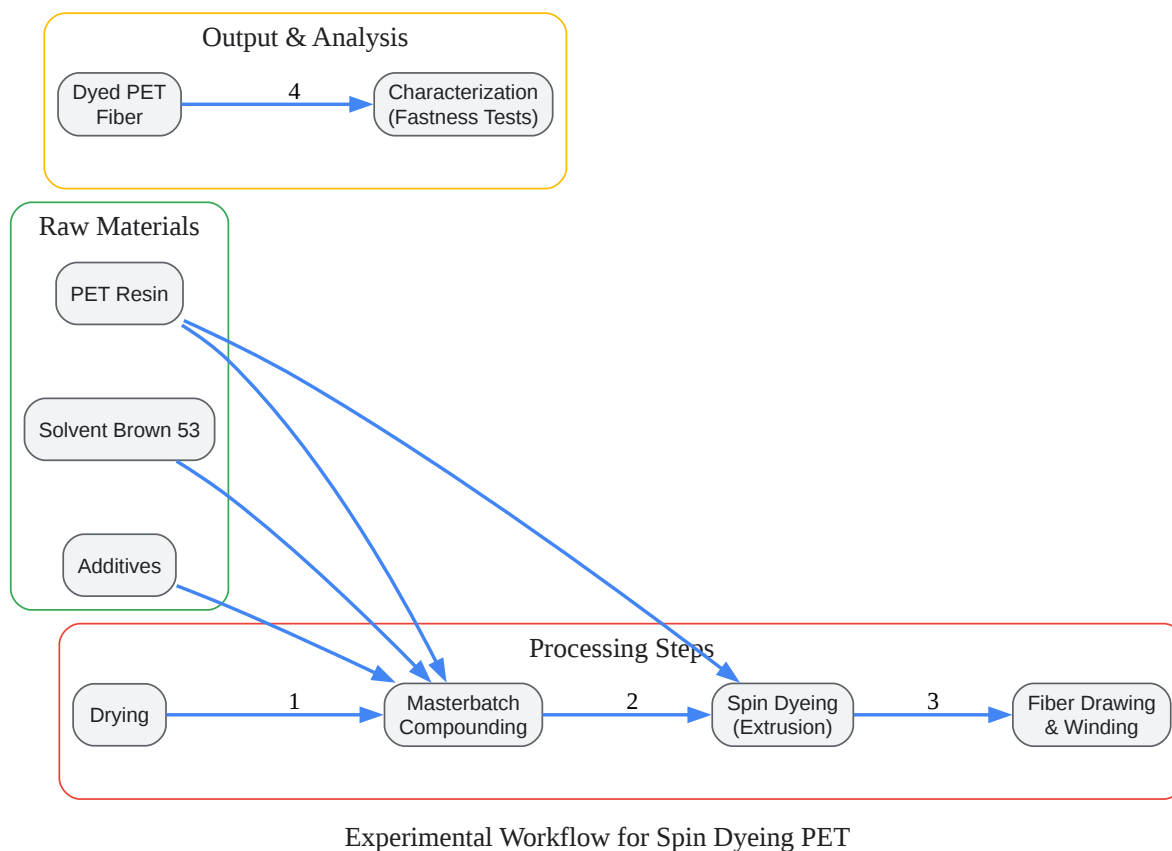 Output & Analysis
Dyed PET
Fiber
4
Characterization
(Fastness Tests)
Raw Materials
PET Resin
Solvent Brown 53
Additives
Processing Steps
Drying
1
Masterbatch
Compounding
2
Spin Dyeing
(Extrusion)
3
Fiber Drawing
& Winding
Experimental Workflow for Spin Dyeing PET